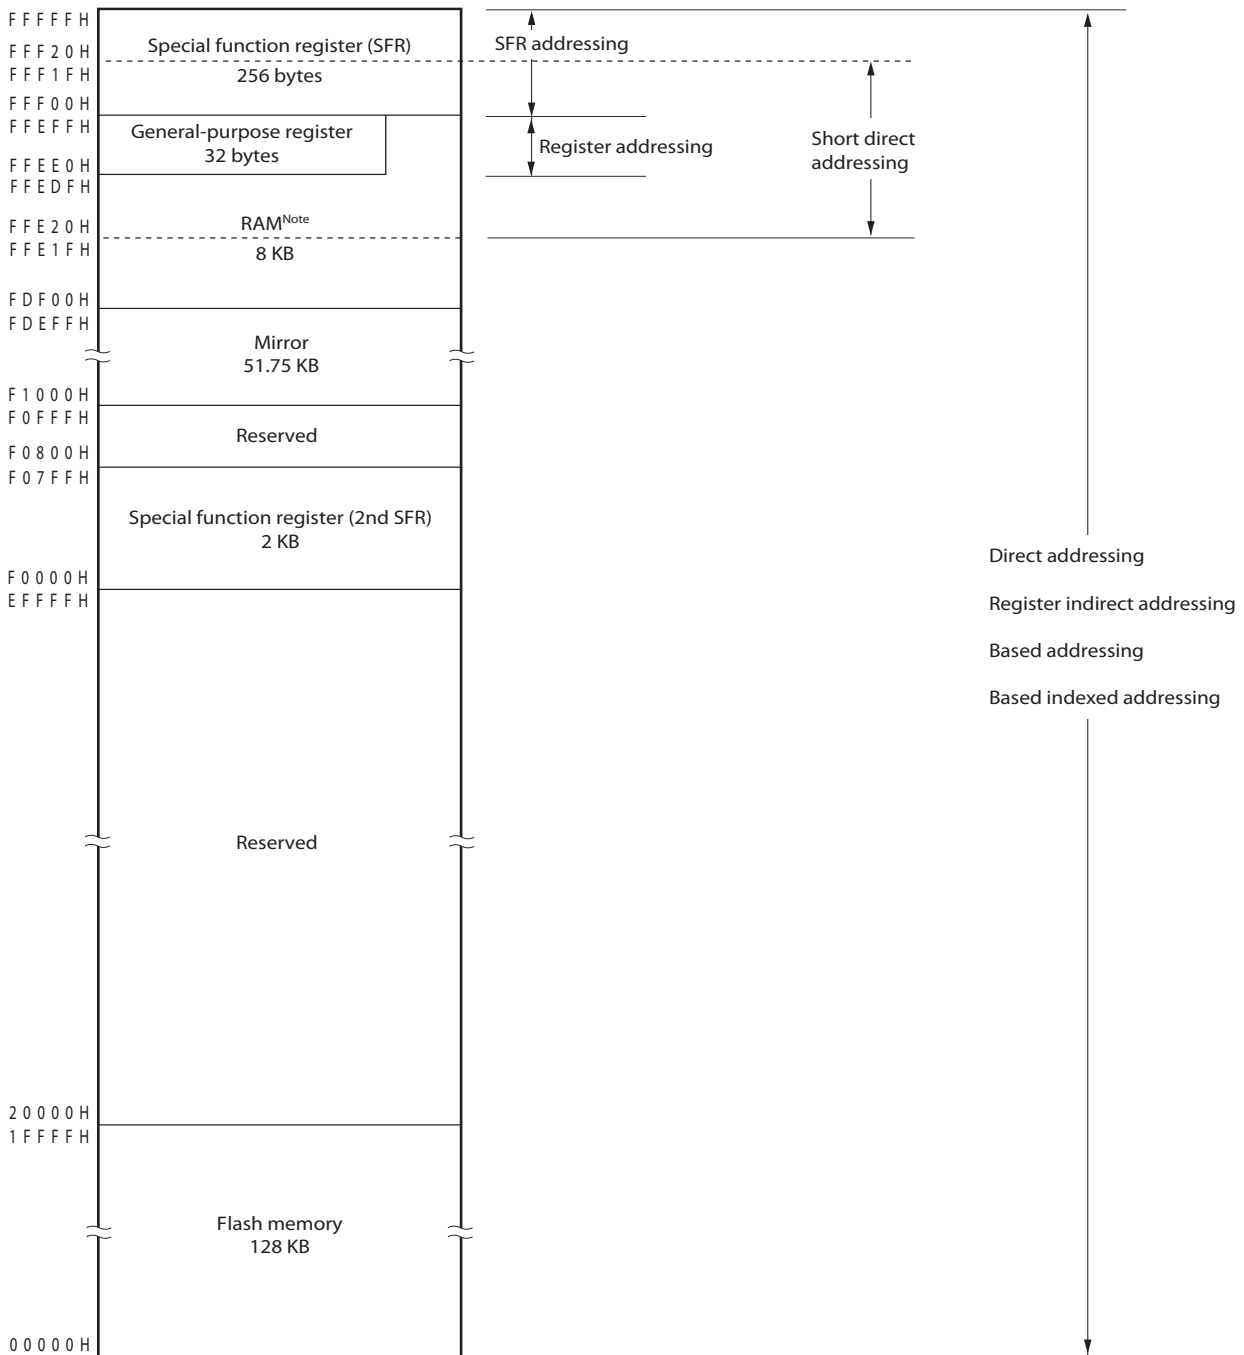 FFFFFH
Special function register (SFR)
256 bytes
SFR addressing
FFF20H
FFF1FH
FFF00H
FFEFFH
General-purpose register
32 bytes
Register addressing
Short direct
addressing
FFEE0H
FFEDFH
RAMNote
8 KB
FFE20H
FFE1FH
FDF00H
FDEFFH
Mirror
51.75 KB
F1000H
F0FFFH
Reserved
F0800H
F07FFH
Special function register (2nd SFR)
2 KB
F0000H
EFFFFH
Direct addressing
Register indirect addressing
Based addressing
Based indexed addressing
Reserved
20000H
1FFFFH
Flash memory
128 KB
00000H